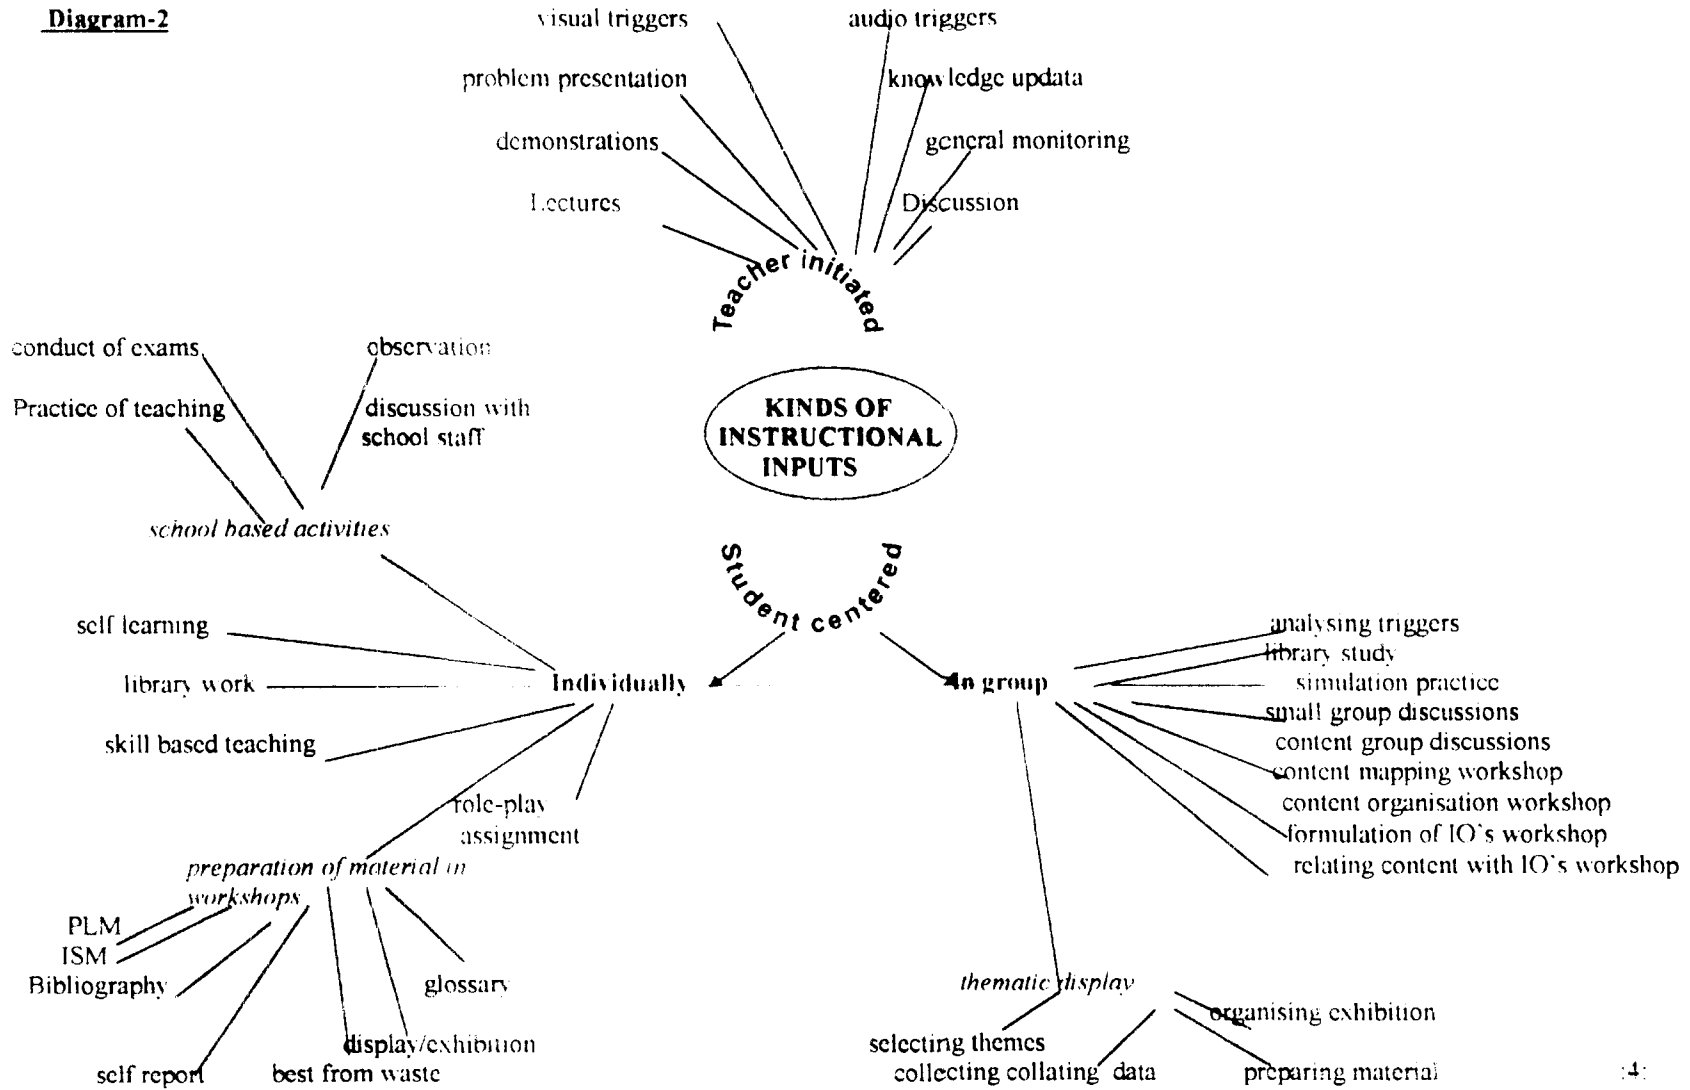 Diagram-2
visual triggers
audio triggers
problem presentation
knowledge updata
demonstrations
general monitoring
Lectures
Discussion
Teacher initiated
conduct of exams
observation
Practice of teaching
discussion with
school staff
KINDS OF
INSTRUCTIONAL
INPUTS
school based activities
Student centered
self learning
library work
Individually
skill based teaching
role-play
assignment
preparation of material in
workshops
PLM
ISM
Bibliography
glossary
display/exhibition
self report
best from waste
In group
analysing triggers
library study
simulation practice
small group discussions
content group discussions
content mapping workshop
content organisation workshop
formulation of IO's workshop
relating content with IO's workshop
thematic display
organising exhibition
selecting themes
collecting collating data
preparing material
:4: